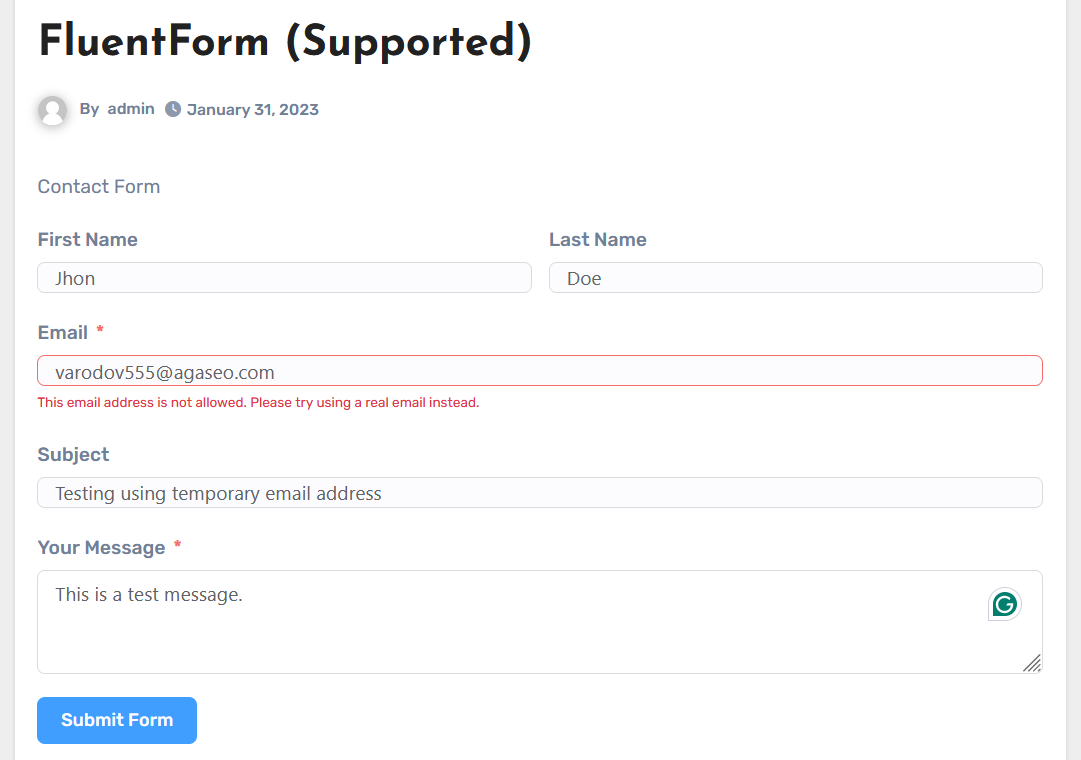 FluentForm (Supported)
By admin January 31, 2023
Contact Form
First Name Last Name
Jhon Doe
Email *
varodov555@agaseo.com
This email address is not allowed. Please try using a real email instead.
Subject
Testing using temporary email address
Your Message *
This is a test message.
Submit Form